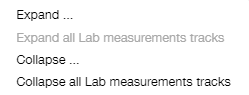 Expand ...
Expand all Lab measurements tracks
Collapse ...
Collapse all Lab measurements tracks